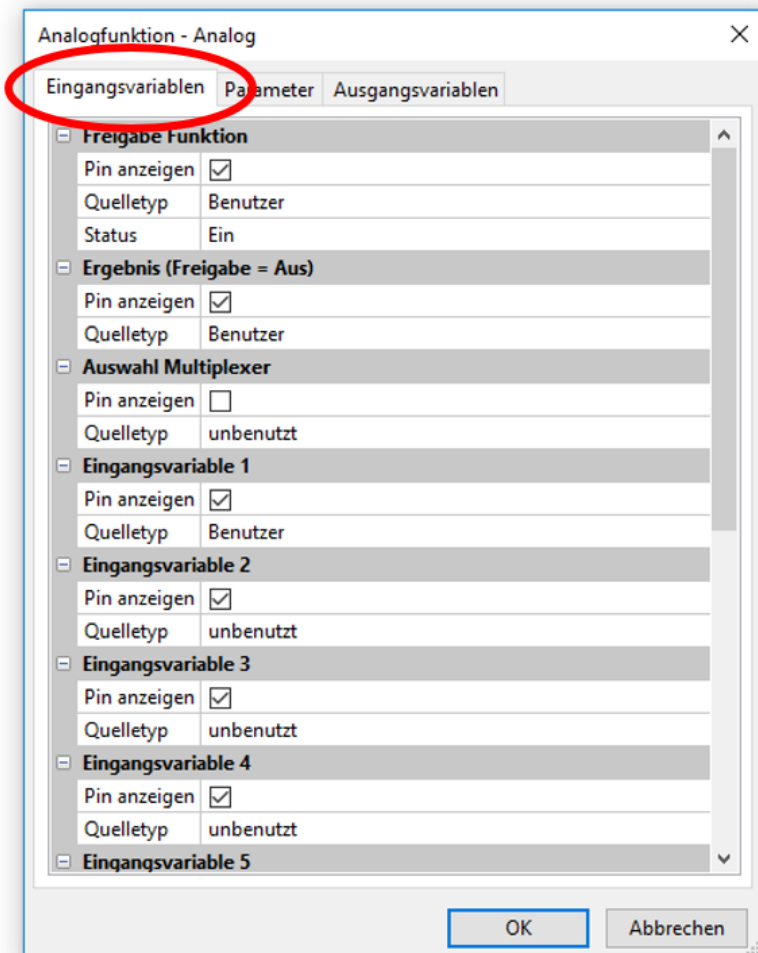 Analogfunktion - Analog
Eingangsvariablen Parameter Ausgangsvariablen
Freigabe Funktion
Pin anzeigen
Quelletyp Benutzer
Status Ein
Ergebnis (Freigabe = Aus)
Pin anzeigen
Quelletyp Benutzer
Auswahl Multiplexer
Pin anzeigen
Quelletyp unbenutzt
Eingangsvariable 1
Pin anzeigen
Quelletyp Benutzer
Eingangsvariable 2
Pin anzeigen
Quelletyp unbenutzt
Eingangsvariable 3
Pin anzeigen
Quelletyp unbenutzt
Eingangsvariable 4
Pin anzeigen
Quelletyp unbenutzt
Eingangsvariable 5
OK Abbrechen